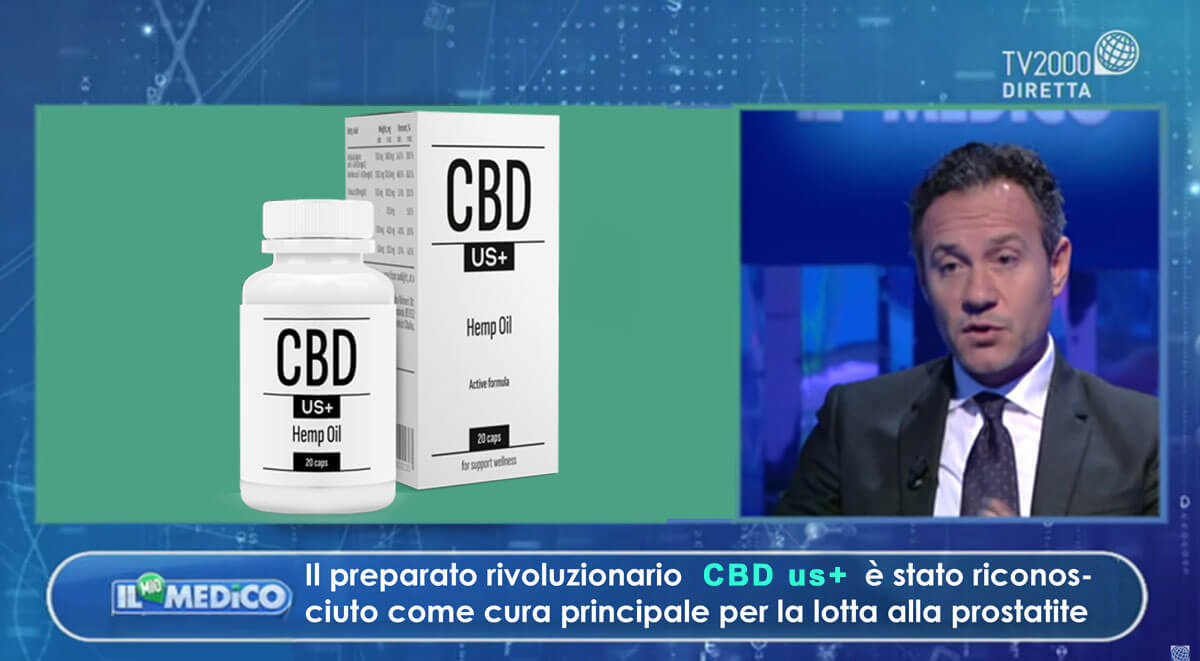 TV2000
DIRETTA
IL MEDICO
CBD
US+
Hemp Oil
Active formula
20 caps
for support wellness
CBD
US+
Hemp Oil
20 caps
IL MIO MEDICO
Il preparato rivoluzionario CBD us+ è stato riconos-
ciuto come cura principale per la lotta alla prostatite